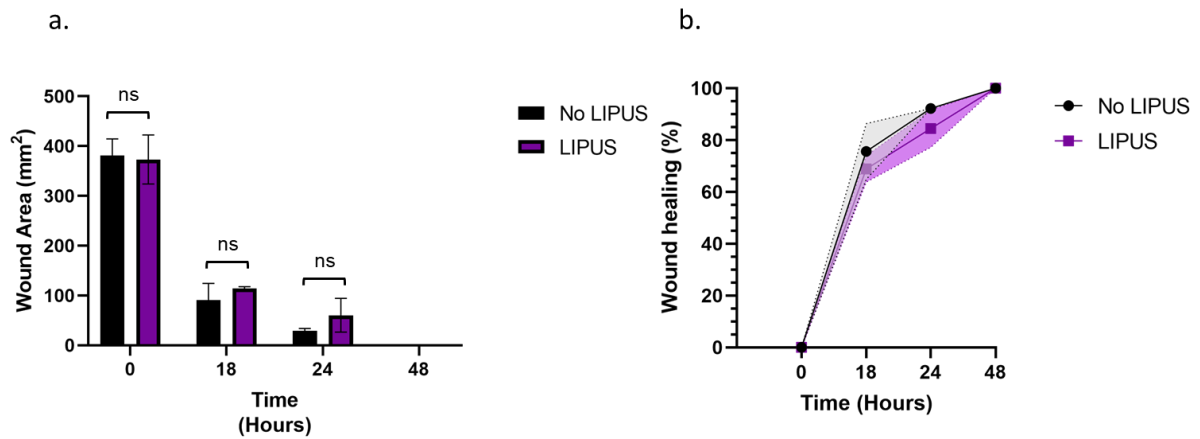 a.
ns
500
400
300
200
100
0
Wound Area (mm²)
ns
ns
0 18 24 48
Time
(Hours)
No LIPUS
LIPUS
b.
100
80
60
40
20
0
Wound healing (%)
0 18 24 48
Time (Hours)
No LIPUS
LIPUS